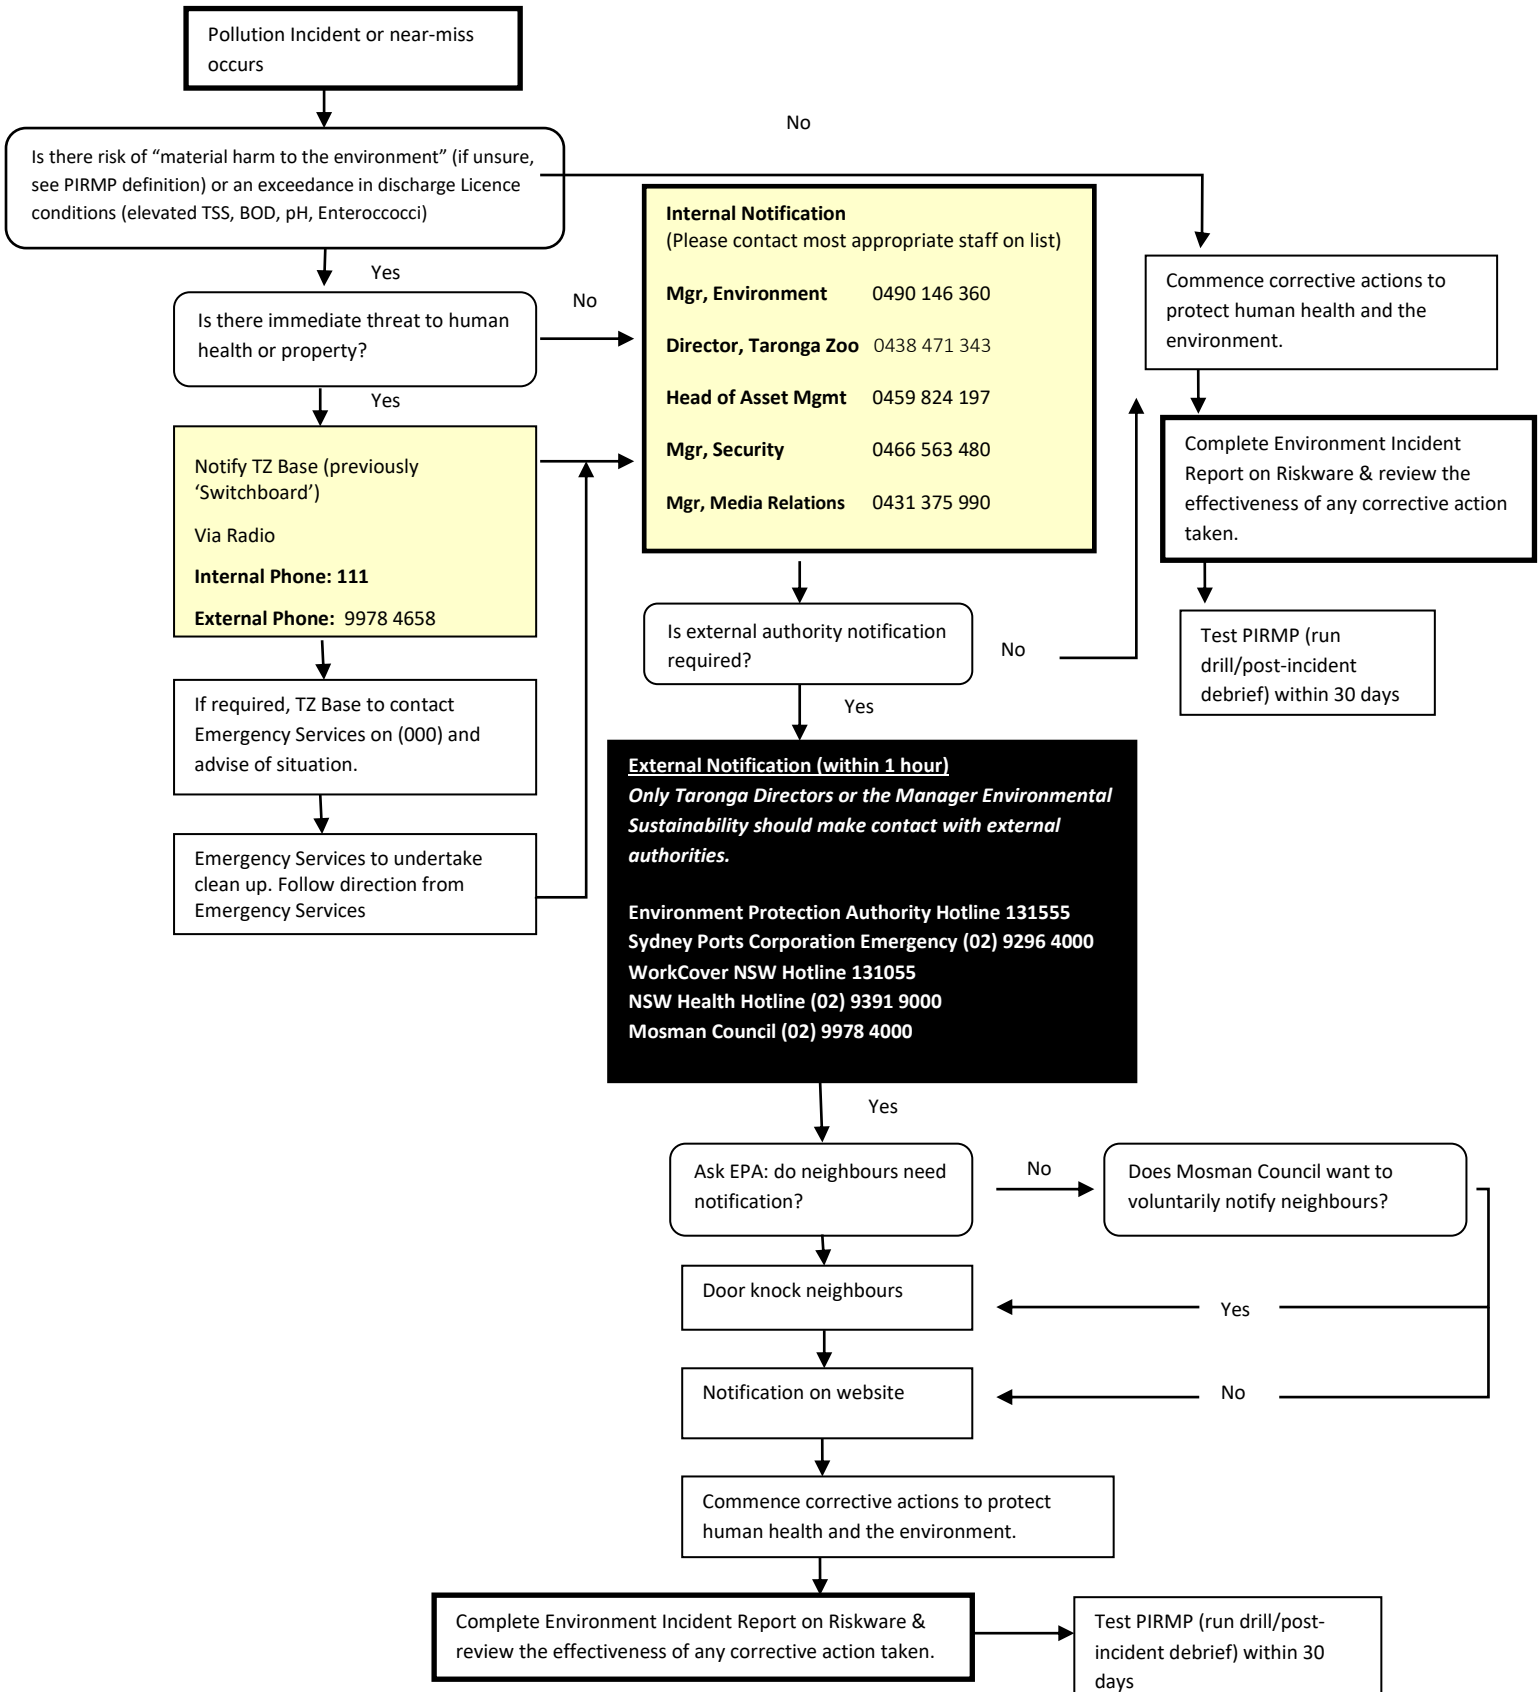 Pollution Incident or near-miss
occurs
No
Is there risk of “material harm to the environment” (if unsure,
see PIRMP definition) or an exceedance in discharge Licence
conditions (elevated TSS, BOD, pH, Enteroccocci)
Yes
Is there immediate threat to human
health or property?
No
Yes
Notify TZ Base (previously
‘Switchboard’)
Via Radio
Internal Phone: 111
External Phone: 9978 4658
If required, TZ Base to contact
Emergency Services on (000) and
advise of situation.
Emergency Services to undertake
clean up. Follow direction from
Emergency Services
Internal Notification
(Please contact most appropriate staff on list)
Mgr, Environment 0490 146 360
Director, Taronga Zoo 0438 471 343
Head of Asset Mgmt 0459 824 197
Mgr, Security 0466 563 480
Mgr, Media Relations 0431 375 990
Is external authority notification
required?
No
Yes
Commence corrective actions to
protect human health and the
environment.
Complete Environment Incident
Report on Riskware & review the
effectiveness of any corrective action
taken.
Test PIRMP (run
drill/post-incident
debrief) within 30 days
External Notification (within 1 hour)
Only Taronga Directors or the Manager Environmental
Sustainability should make contact with external
authorities.
Environment Protection Authority Hotline 131555
Sydney Ports Corporation Emergency (02) 9296 4000
WorkCover NSW Hotline 131055
NSW Health Hotline (02) 9391 9000
Mosman Council (02) 9978 4000
Yes
Ask EPA: do neighbours need
notification?
No
Does Mosman Council want to
voluntarily notify neighbours?
Door knock neighbours
Yes
Notification on website
No
Commence corrective actions to protect
human health and the environment.
Complete Environment Incident Report on Riskware &
review the effectiveness of any corrective action taken.
Test PIRMP (run drill/post-
incident debrief) within 30
days